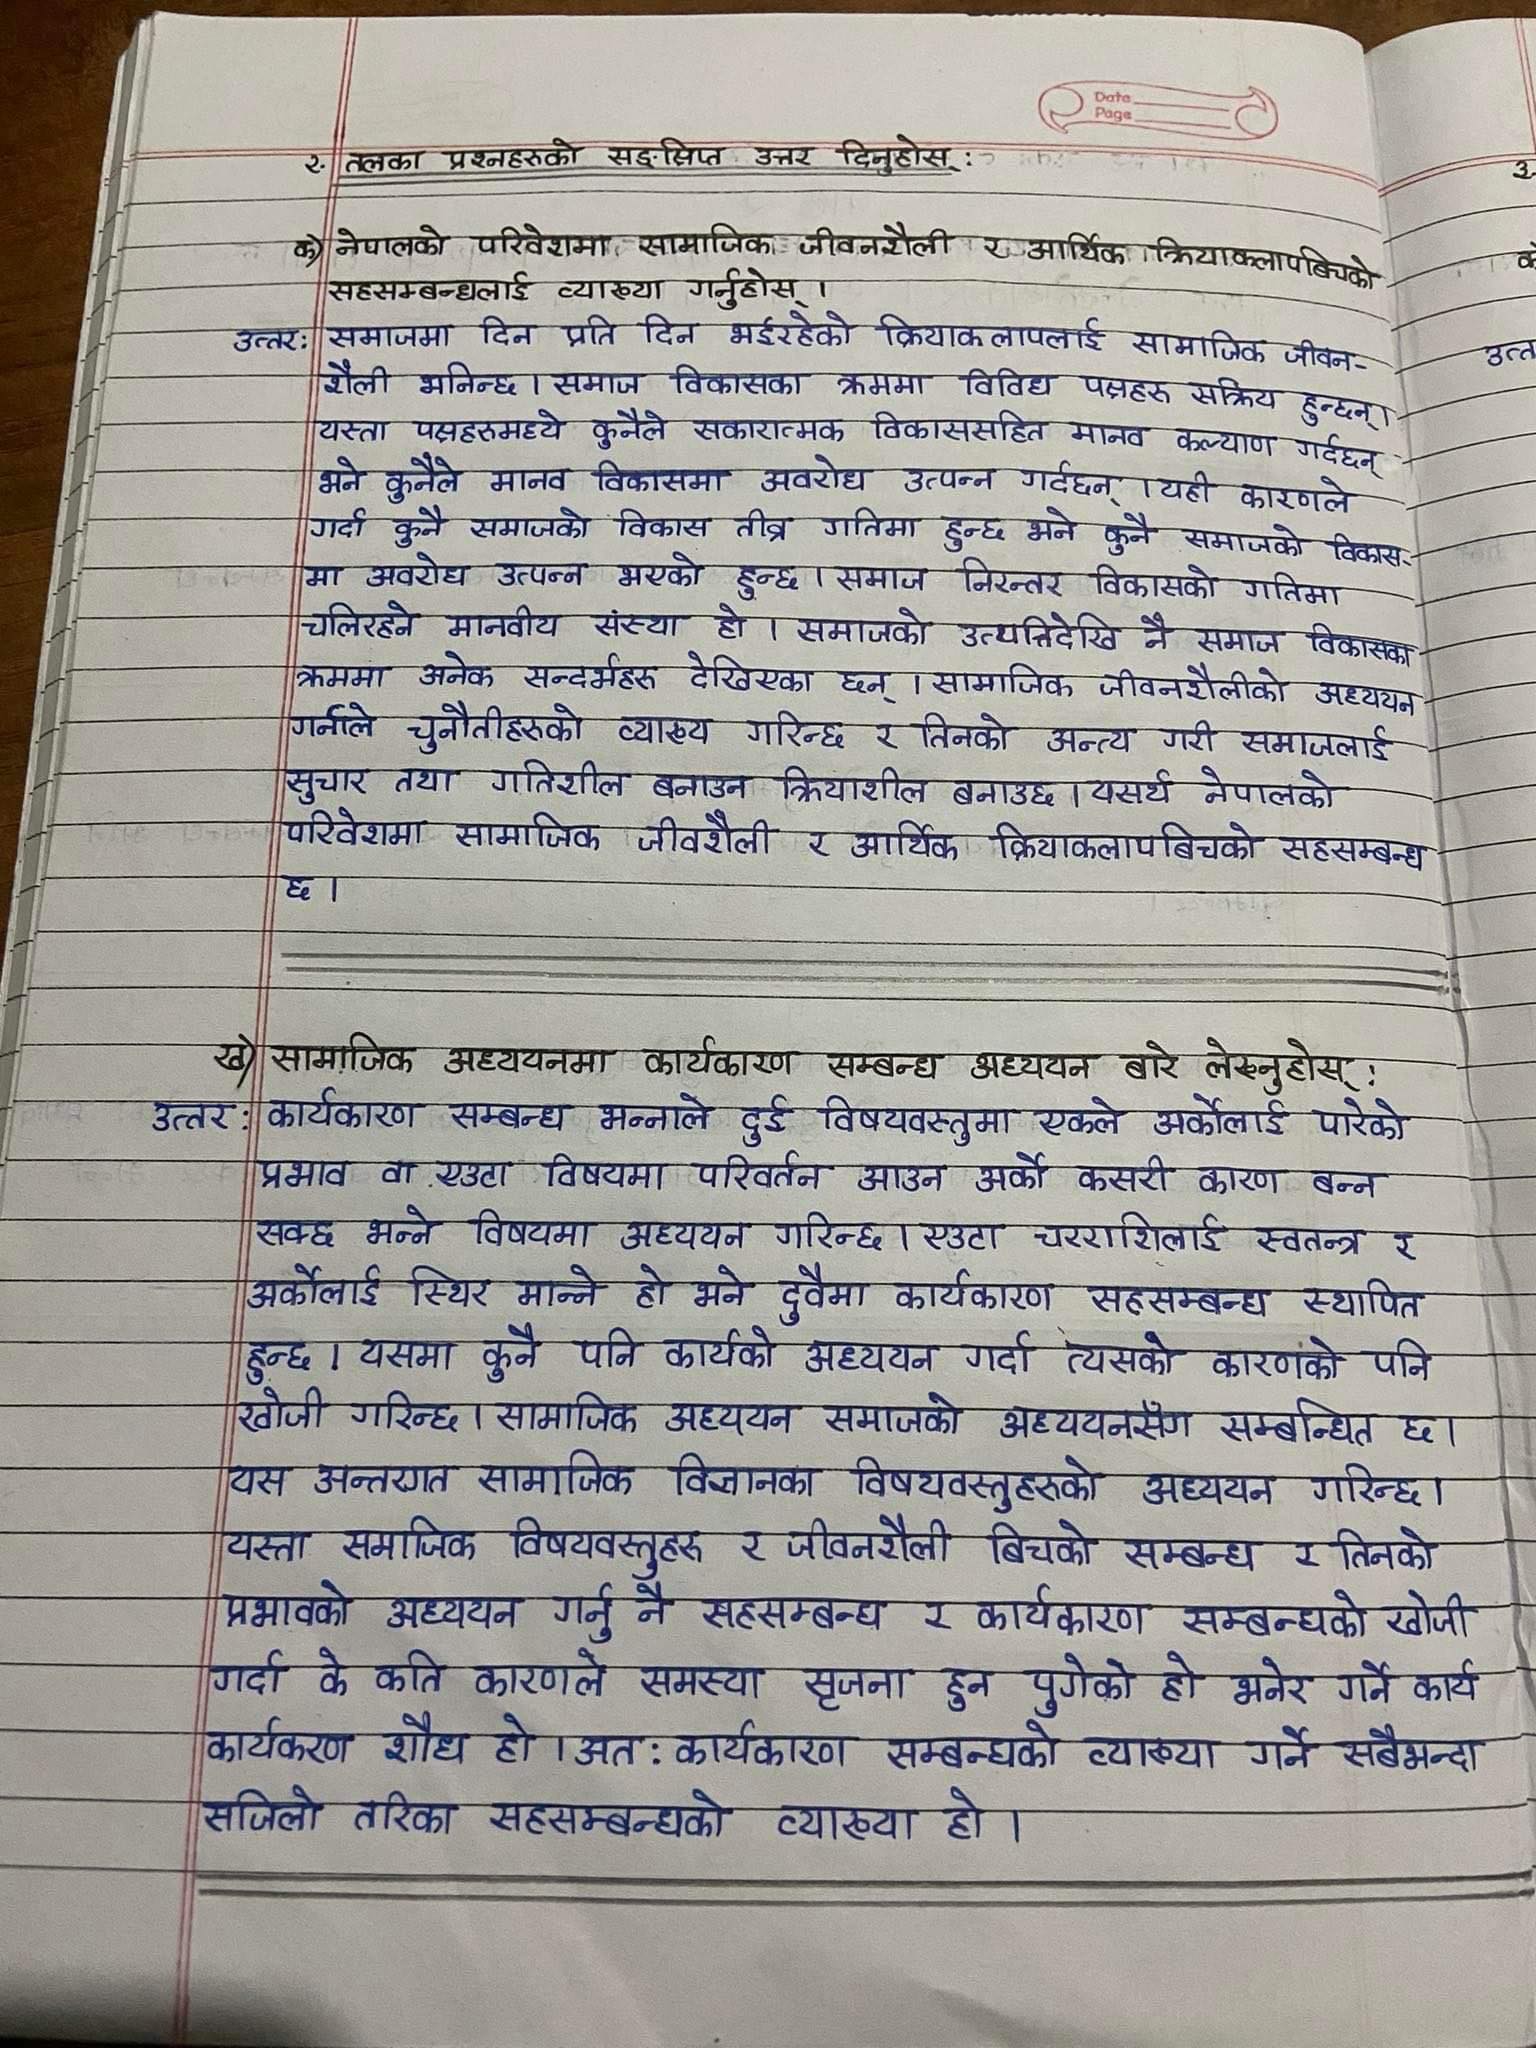 Date
Page
२. तलका प्रश्नहरुको सङ्क्षिप्त उत्तर दिनुहोस् :
क) नेपालको परिवेशमा सामाजिक जीवनशैली र आर्थिक क्रियाकलापबिचको
सहसम्बन्धलाई व्याख्या गर्नुहोस् ।
उत्तर: समाजमा दिन प्रति दिन भईरहेको क्रियाकलापलाई सामाजिक जीवन-
शैली भनिन्छ । समाज विकासका क्रममा विविध पक्षहरु सक्रिय हुन्छन् ।
यस्ता पक्षहरुमध्ये कुनैले सकारात्मक विकाससहित मानव कल्याण गर्दछन्
भने कुनैले मानव विकासमा अवरोध उत्पन्न गर्दछन् । यही कारणले
गर्दा कुनै समाजको विकास तीव्र गतिमा हुन्छ भने कुनै समाजको विकास-
मा अवरोध उत्पन्न भएको हुन्छ । समाज निरन्तर विकासको गतिमा
चलिरहने मानवीय संस्था हो । समाजको उत्पत्तिदेखि नै समाज विकासका
क्रममा अनेक सन्दर्भहरु देखिएका छन् । सामाजिक जीवनशैलीको अध्ययन
गर्नाले चुनौतीहरुको व्याख्य गरिन्छ र तिनको अन्त्य गरी समाजलाई
सुचार तथा गतिशील बनाउन क्रियाशील बनाउछ । यसर्थ नेपालको
परिवेशमा सामाजिक जीवशैली र आर्थिक क्रियाकलापबिचको सहसम्बन्ध
छ ।
ख) सामाजिक अध्ययनमा कार्यकारण सम्बन्ध अध्ययन बारे लेख्नुहोस् :
उत्तर : कार्यकारण सम्बन्ध भन्नाले दुई विषयवस्तुमा एकले अर्कोलाई पारेको
प्रभाव वा एउटा विषयमा परिवर्तन आउन अर्को कसरी कारण बन्न
सक्छ भन्ने विषयमा अध्ययन गरिन्छ । एउटा चरराशिलाई स्वतन्त्र र
अर्कोलाई स्थिर मान्ने हो भने दुवैमा कार्यकारण सहसम्बन्ध स्थापित
हुन्छ । यसमा कुनै पनि कार्यको अध्ययन गर्दा त्यसको कारणको पनि
खोजी गरिन्छ । सामाजिक अध्ययन समाजको अध्ययनसँग सम्बन्धित छ ।
यस अन्तरगत सामाजिक विज्ञानका विषयवस्तुहरुको अध्ययन गरिन्छ ।
यस्ता समाजिक विषयवस्तुहरु र जीवनशैली बिचको सम्बन्ध र तिनको
प्रभावको अध्ययन गर्नु नै सहसम्बन्ध र कार्यकारण सम्बन्धको खोजी
गर्दा के कति कारणले समस्या सृजना हुन पुगेको हो भनेर गर्ने कार्य
कार्यकरण शौध हो । अत : कार्यकारण सम्बन्धको व्याख्या गर्ने सबैभन्दा
सजिलो तरिका सहसम्बन्धको व्याख्या हो ।
३.
उत्त